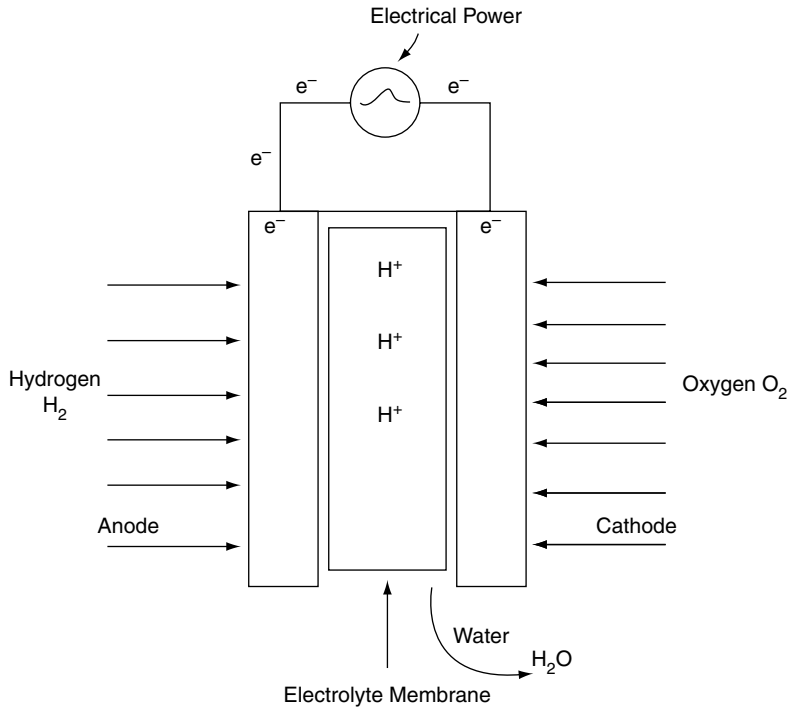 Electrical Power
e⁻ e⁻
e⁻
e⁻ e⁻
H⁺
H⁺
Hydrogen
H₂
Oxygen O₂
H⁺
Anode
Cathode
Water
H₂O
Electrolyte Membrane